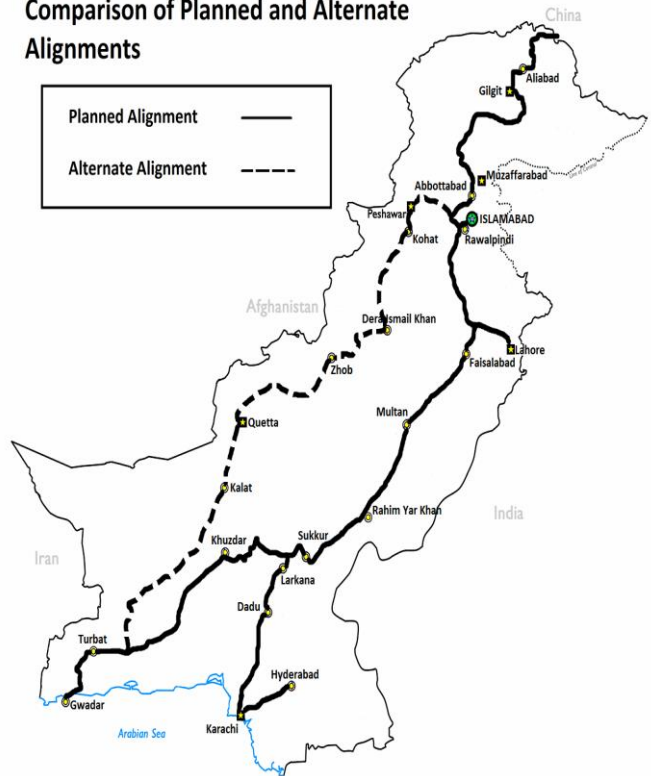 Comparison of Planned and Alternate
Alignments
Planned Alignment
Alternate Alignment
China
Aliabad
Gilgit
Mozaffarabad
Abbottabad
Peshawar
ISLAMABAD
Rawalpindi
Kohat
Afghanistan
Dera Ismail Khan
Lahore
Zhob
Faisalabad
Multan
Quetta
Kalat
Rahim Yar Khan
India
Khuzdar
Sukkur
Iran
Larkana
Dadu
Turbat
Hyderabad
Gwadar
Karachi
Arabian Sea